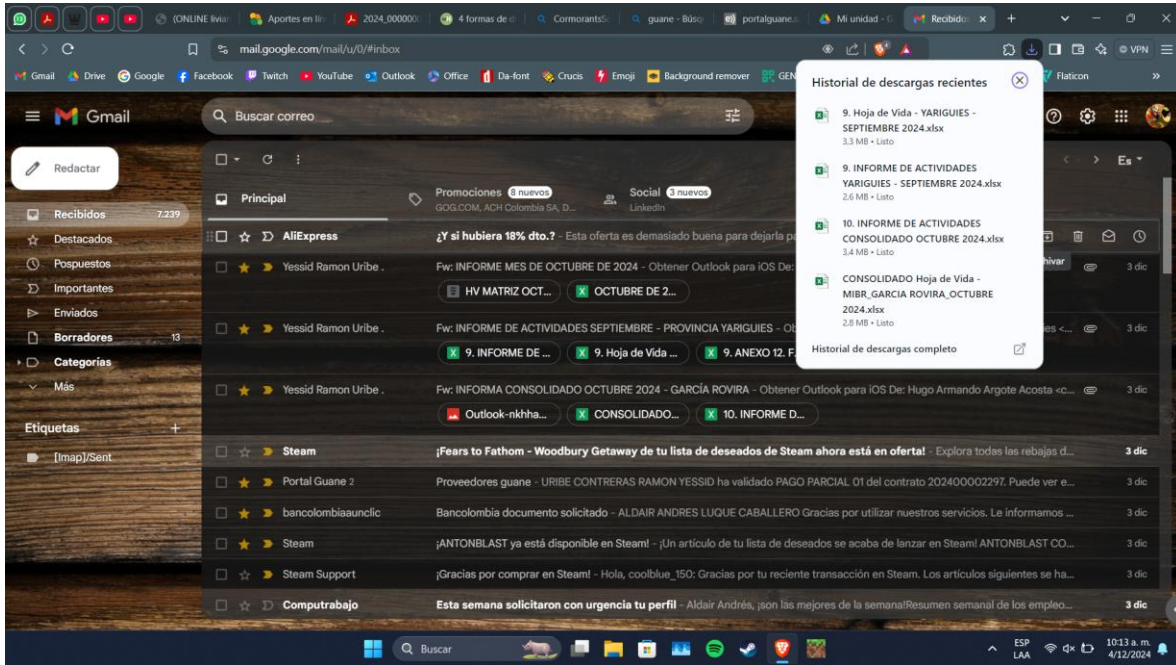 (ONLINE livian
Aportes en lín
2024_0000000
4 formas de d
CormorantsSc
guane - Búsq
portalguane.u
Mi unidad - G
Recibidos
mail.google.com/mail/u/0/#inbox
VPN
Gmail
Drive
Google
Facebook
Twitch
YouTube
Outlook
Office
Da-font
Crucis
Emoji
Background remover
GEN
Flaticon
»
Gmail
Buscar correo
Historial de descargas recientes
9. Hoja de Vida - YARIGUIES -
SEPTIEMBRE 2024.xlsx
3.3 MB • Listo
9. INFORME DE ACTIVIDADES
YARIGUIES - SEPTIEMBRE 2024.xlsx
2.6 MB • Listo
10. INFORME DE ACTIVIDADES
CONSOLIDADO OCTUBRE 2024.xlsx
3.4 MB • Listo
CONSOLIDADO Hoja de Vida -
MIBR_GARCIA ROVIRA_OCTUBRE
2024.xlsx
2.8 MB • Listo
Historial de descargas completo
Redactar
Recibidos 7.239
Destacados
Pospuestos
Importantes
Enviados
Borradores 13
Categorías
Más
Etiquetas +
[Imap]/Sent
Es
Principal
Promociones 8 nuevos
GOG.COM, ACH Colombia SA, D...
Social 3 nuevos
LinkedIn
AliExpress ¿Y si hubiera 18% dto.? - Esta oferta es demasiado buena para dejarla pa
hivar
Yessid Ramon Uribe . Fw: INFORME MES DE OCTUBRE DE 2024 - Obtener Outlook para iOS De: 3 dic
HV MATRIZ OCT... OCTUBRE DE 2...
Yessid Ramon Uribe . Fw: INFORME DE ACTIVIDADES SEPTIEMBRE - PROVINCIA YARIGUIES - Ob es <... 3 dic
9. INFORME DE ... 9. Hoja de Vida ... 9. ANEXO 12. F
Yessid Ramon Uribe . Fw: INFORMA CONSOLIDADO OCTUBRE 2024 - GARCÍA ROVIRA - Obtener Outlook para iOS De: Hugo Armando Argote Acosta <c... 3 dic
Outlook-nkhha... CONSOLIDADO... 10. INFORME D...
Steam ¡Fears to Fathom - Woodbury Getaway de tu lista de deseados de Steam ahora está en oferta! - Explora todas las rebajas d... 3 dic
Portal Guane 2 Proveedores guane - URIBE CONTRERAS RAMON YESSID ha validado PAGO PARCIAL 01 del contrato 202400002297. Puede ver e... 3 dic
bancolombiaaunclic Bancolombia documento solicitado - ALDAIR ANDRES LUQUE CABALLERO Gracias por utilizar nuestros servicios. Le informamos ... 3 dic
Steam ¡ANTONBLAST ya está disponible en Steam! - ¡Un artículo de tu lista de deseados se acaba de lanzar en Steam! ANTONBLAST CO... 3 dic
Steam Support ¡Gracias por comprar en Steam! - Hola, coolblue_150: Gracias por tu reciente transacción en Steam. Los artículos siguientes se ha... 3 dic
Computrabajo Esta semana solicitaron con urgencia tu perfil - Aldair Andrés, ¡son las mejores de la semana!Resumen semanal de los empleo... 3 dic
Buscar
ESP
LAA
10:13 a. m.
4/12/2024